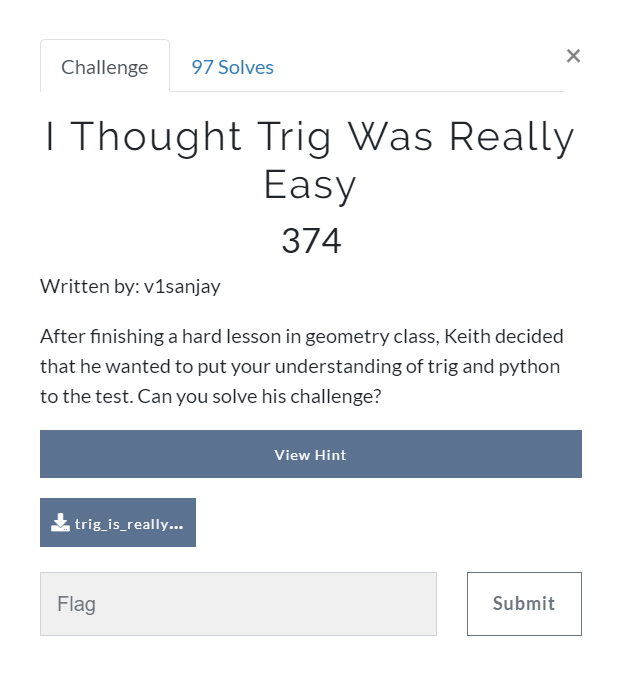 Challenge
97 Solves
×
I Thought Trig Was Really
Easy
374
Written by: v1sanjay
After finishing a hard lesson in geometry class, Keith decided
that he wanted to put your understanding of trig and python
to the test. Can you solve his challenge?
View Hint
trig_is_really...
Flag
Submit